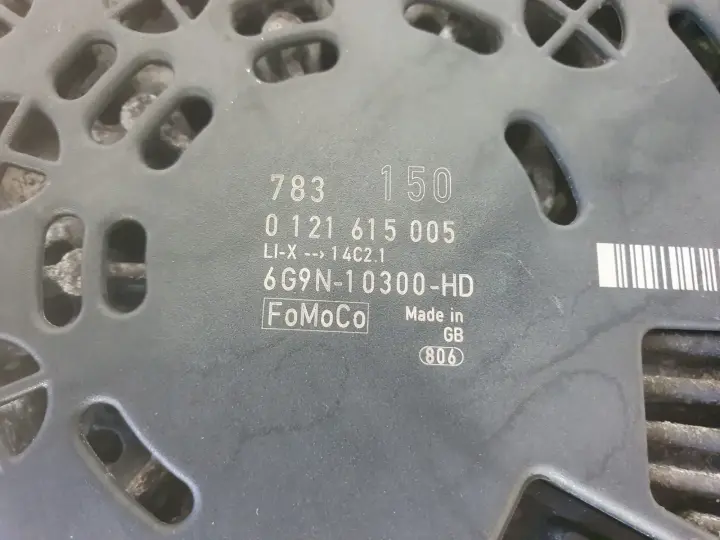 783 150
0 121 615 005
LI-X --> 14C2.1
6G9N-10300-HD
FoMoCo Made in
GB
806